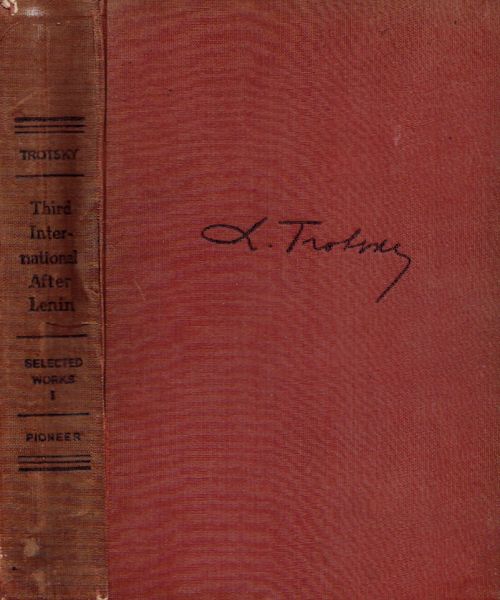 TROTSKY
Third
Inter-
national
After
Lenin
SELECTED
WORKS
I
PIONEER
L. Trotsky